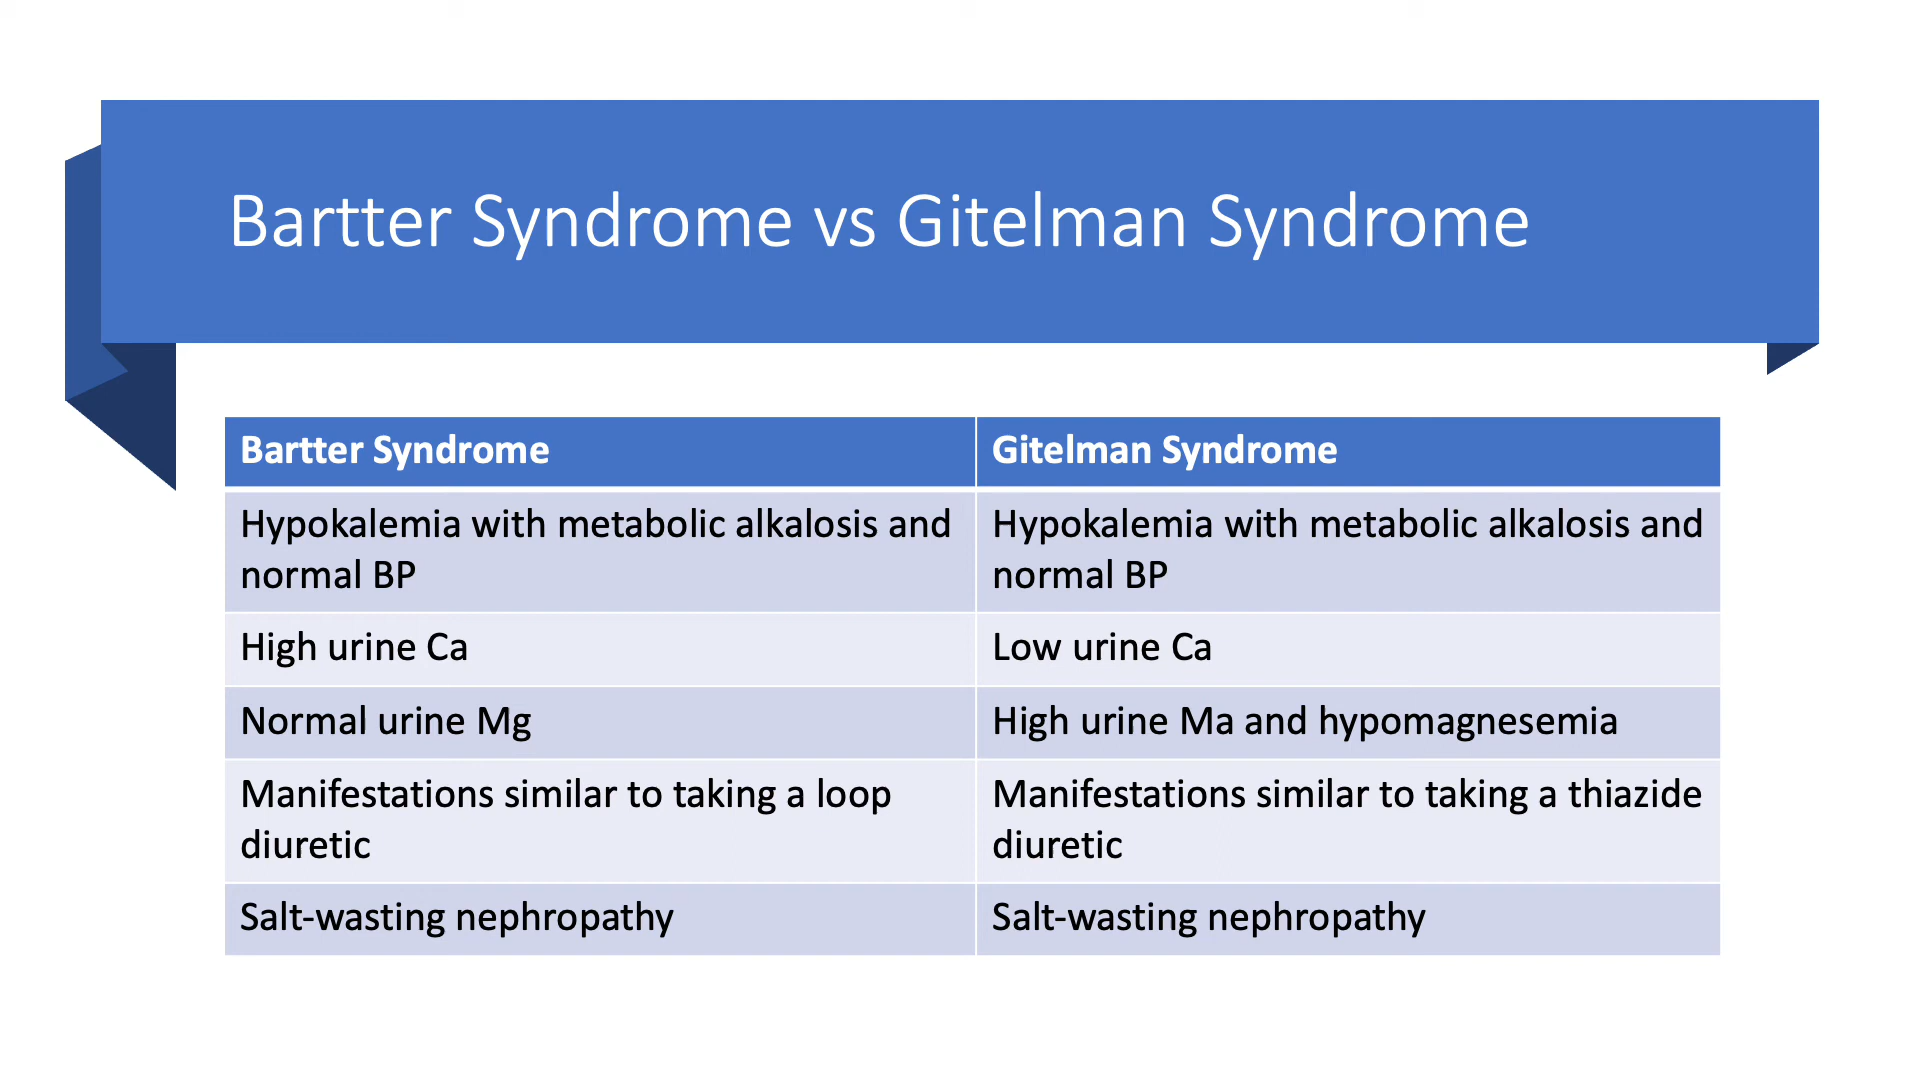 Bartter Syndrome vs Gitelman Syndrome
Bartter Syndrome
Gitelman Syndrome
Hypokalemia with metabolic alkalosis and
normal BP
Hypokalemia with metabolic alkalosis and
normal BP
High urine Ca
Low urine Ca
Normal urine Mg
High urine Ma and hypomagnesemia
Manifestations similar to taking a loop
diuretic
Manifestations similar to taking a thiazide
diuretic
Salt-wasting nephropathy
Salt-wasting nephropathy